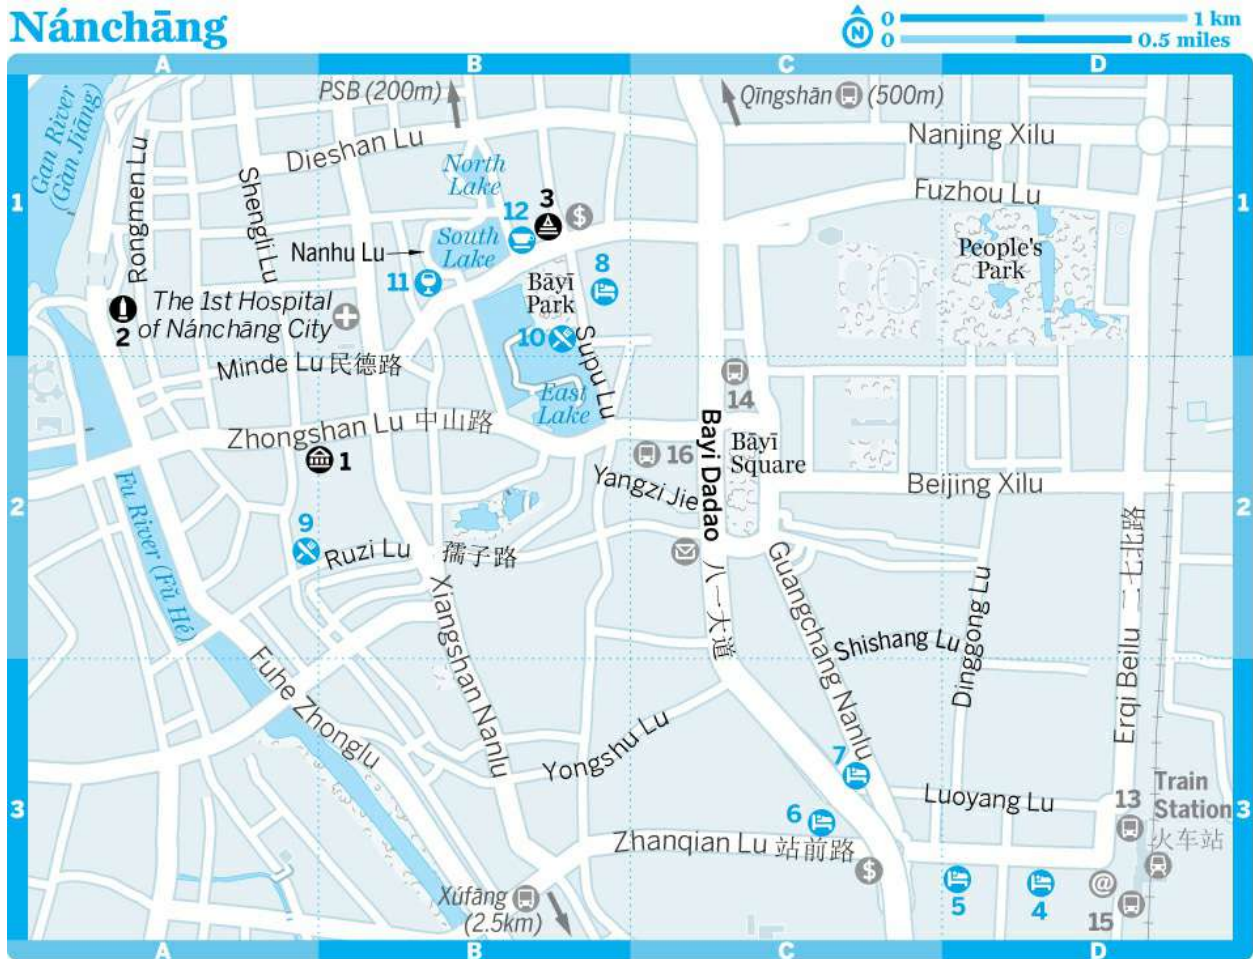 Nánchāng
N
0
1 km
0
0.5 miles
A
B
C
D
PSB (200m)
Qīngshān
(500m)
Gan River
(Gàn Jiāng)
Rongmen Lu
Shengli Lu
Dieshan Lu
North
Lake
Nanjing Xilu
Fuzhou Lu
1
1
12
3
$
Nanhu Lu
South
Lake
People's
Park
11
Bāyī
Park
8
2
The 1st Hospital
of Nánchāng City
10
Supu Lu
Minde Lu 民德路
East
Lake
14
Zhongshan Lu 中山路
Bayi Dadao 八一大道
Bāyī
Square
1
16
Yangzi Jie
Beijing Xilu
2
2
Fu River (Fǔ Hé)
9
Ruzi Lu 孺子路
Xiangshan Nanlu
Guangchang Nanlu
Shishang Lu
Dinggong Lu
Erqi Beilu 二七北路
Fuhe Zhonglu
Yongshu Lu
7
Luoyang Lu
13
Train
Station
火车站
3
3
6
Zhanqian Lu 站前路
$
5
4
@
15
Xúfāng
(2.5km)
A
B
C
D